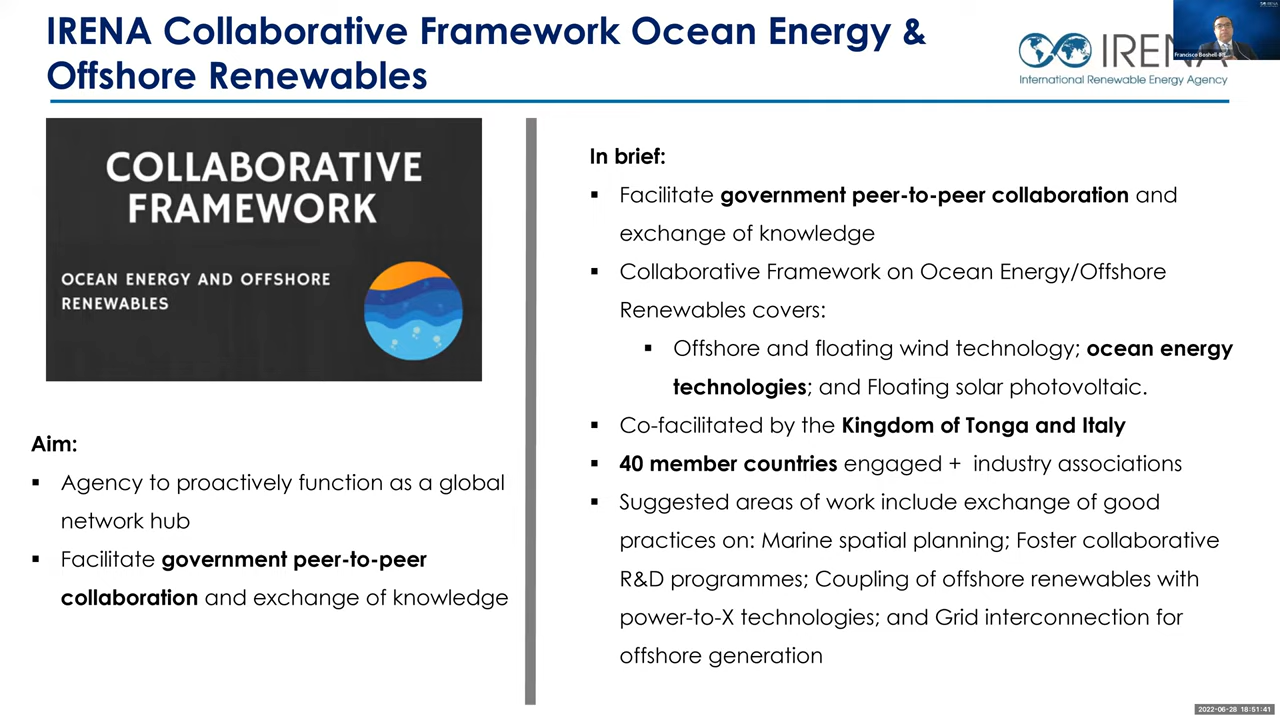 IRENA Collaborative Framework Ocean Energy &
Offshore Renewables
IRENA
International Renewable Energy Agency
Francisco Boshell
COLLABORATIVE
FRAMEWORK
OCEAN ENERGY AND OFFSHORE
RENEWABLES
Aim:
▪ Agency to proactively function as a global
network hub
▪ Facilitate government peer-to-peer
collaboration and exchange of knowledge
In brief:
▪ Facilitate government peer-to-peer collaboration and
exchange of knowledge
▪ Collaborative Framework on Ocean Energy/Offshore
Renewables covers:
▪ Offshore and floating wind technology; ocean energy
technologies; and Floating solar photovoltaic.
▪ Co-facilitated by the Kingdom of Tonga and Italy
▪ 40 member countries engaged + industry associations
▪ Suggested areas of work include exchange of good
practices on: Marine spatial planning; Foster collaborative
R&D programmes; Coupling of offshore renewables with
power-to-X technologies; and Grid interconnection for
offshore generation
2022-06-28 18:51:41